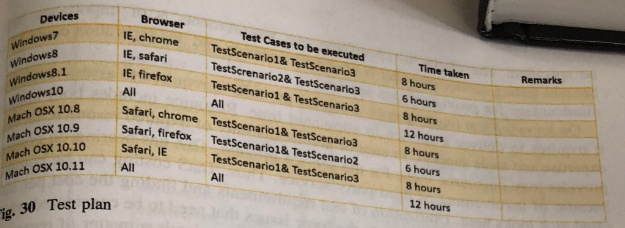 Devices Browser Test Cases to be executed Time taken Remarks
Windows7 IE, chrome TestScenario1& TestScenario3 8 hours
Windows8 IE, safari TestScrenario2& TestScenario3 6 hours
Windows8.1 IE, firefox TestScenario1 & TestScenario3 8 hours
Windows10 All All 12 hours
Mach OSX 10.8 Safari, chrome TestScenario1& TestScenario3 8 hours
Mach OSX 10.9 Safari, firefox TestScenario1& TestScenario2 6 hours
Mach OSX 10.10 Safari, IE TestScenario1& TestScenario3 8 hours
Mach OSX 10.11 All All 12 hours
ig. 30 Test plan